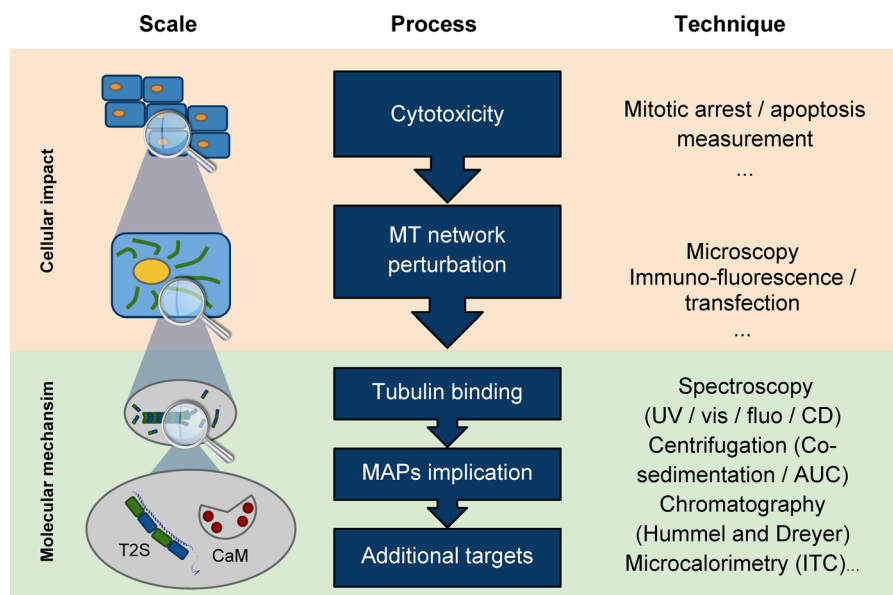 Scale
Process
Technique
Cellular impact
Cytotoxicity
Mitotic arrest / apoptosis
measurement
...
MT network
perturbation
Microscopy
Immuno-fluorescence /
transfection
...
Molecular mechansim
Tubulin binding
MAPs implication
Additional targets
Spectroscopy
(UV / vis / fluo / CD)
Centrifugation (Co-
sedimentation / AUC)
Chromatography
(Hummel and Dreyer)
Microcalorimetry (ITC)...
T2S
CaM